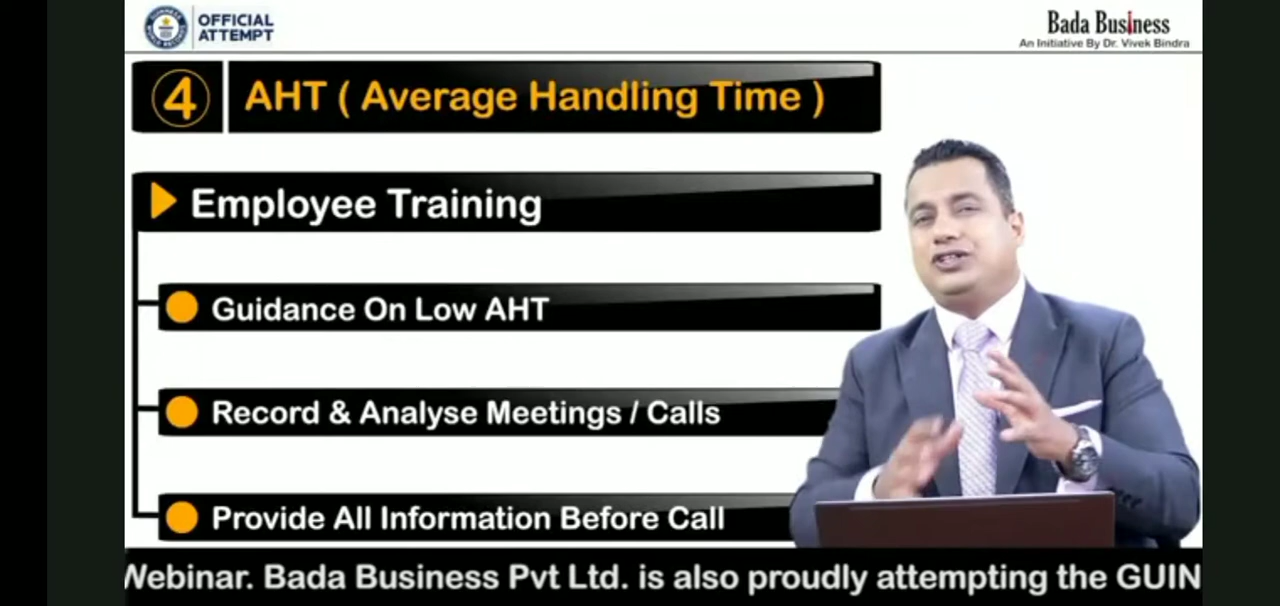 OFFICIAL
ATTEMPT
Bada Business
An Initiative By Dr. Vivek Bindra
4 AHT ( Average Handling Time )
Employee Training
Guidance On Low AHT
Record & Analyse Meetings / Calls
Provide All Information Before Call
Webinar. Bada Business Pvt Ltd. is also proudly attempting the GUIN